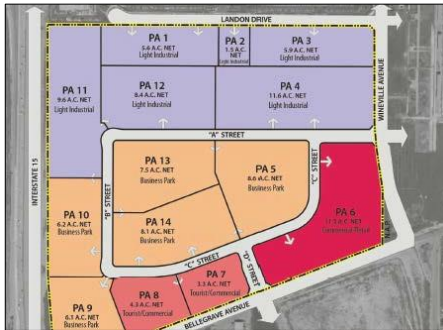 LANDON DRIVE
PA 1
5.6 A.C. NET
Light Industrial
PA 2
1.5 A.C.
NET
Light Industrial
PA 3
5.9 A.C. NET
Light Industrial
PA 11
9.6 A.C. NET
Light Industrial
PA 12
8.4 A.C. NET
Light Industrial
PA 4
11.6 A.C. NET
Light Industrial
WINEVILLE AVENUE
INTERSTATE 15
"A" STREET
PA 13
7.5 A.C. NET
Business Park
PA 5
8.6 A.C. NET
Business Park
"C" STREET
"B" STREET
PA 10
6.2 A.C. NET
Business Park
PA 14
8.1 A.C. NET
Business Park
PA 6
N.A.P.
"C" STREET
"D" STREET
PA 7
3.3 A.C. NET
Tourist/Commercial
PA 8
4.3 A.C. NET
Tourist/Commercial
PA 9
6.1 A.C. NET
Business Park
BELLEGRAVE AVENUE